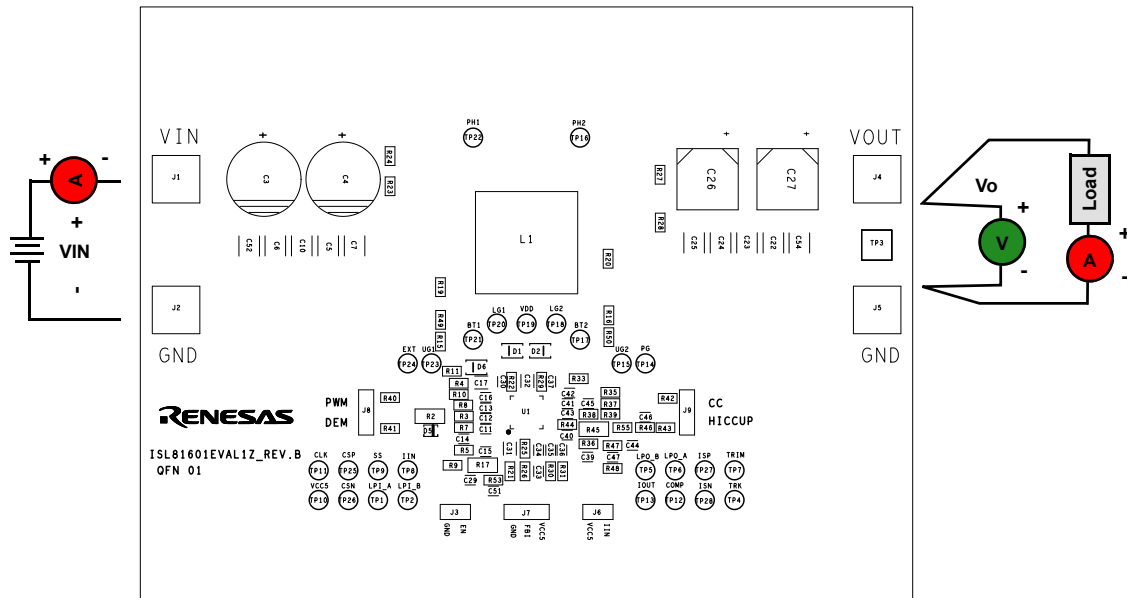 VIN
VOUT
PH1
TP22
PH2
TP16
R24
R23
R27
R28
J1
C3
C4
C26
C27
J4
A
+ -
+
VIN
-
C52
C6
C10
C5
C7
L1
C25
C24
C23
C22
C54
TP3
Vo
+
V
-
Load
+
A
-
R20
R19
J2
GND
J5
GND
R49
R15
R16
R50
LG1
TP20
VDD
TP19
LG2
TP18
BT1
TP21
BT2
TP17
EXT
TP24
UG1
TP23
D1
D2
UG2
TP15
PG
TP14
D6
R11
R4
C17
R10
C16
R8
C13
R3
C12
R7
C11
C14
R5
C15
R9
R17
C29
R53
C51
C30
R22
C32
R29
C37
U1
R33
C42
C41
C43
R44
C40
C45
R35
R37
R38
R39
R45
R55
C46
R46
R43
R36
R47
C44
C39
C47
R48
C31
R25
C34
C35
C36
R21
R26
C33
R30
R31
PWM
DEM
J8
R40
R41
R2
D5
R42
J9
CC
HICCUP
RENESAS
ISL81601EVAL1Z_REV.B
QFN 01
CLK
TP11
CSP
TP25
SS
TP9
IIN
TP8
VCC5
TP10
CSN
TP26
LPI_A
TP1
LPI_B
TP2
LPO_B
TP5
LPO_A
TP6
ISP
TP27
TRIM
TP7
IOUT
TP13
COMP
TP12
ISN
TP28
TRK
TP4
J3
GND
EN
J7
GND
FBI
VCC5
J6
VCC5
IIN